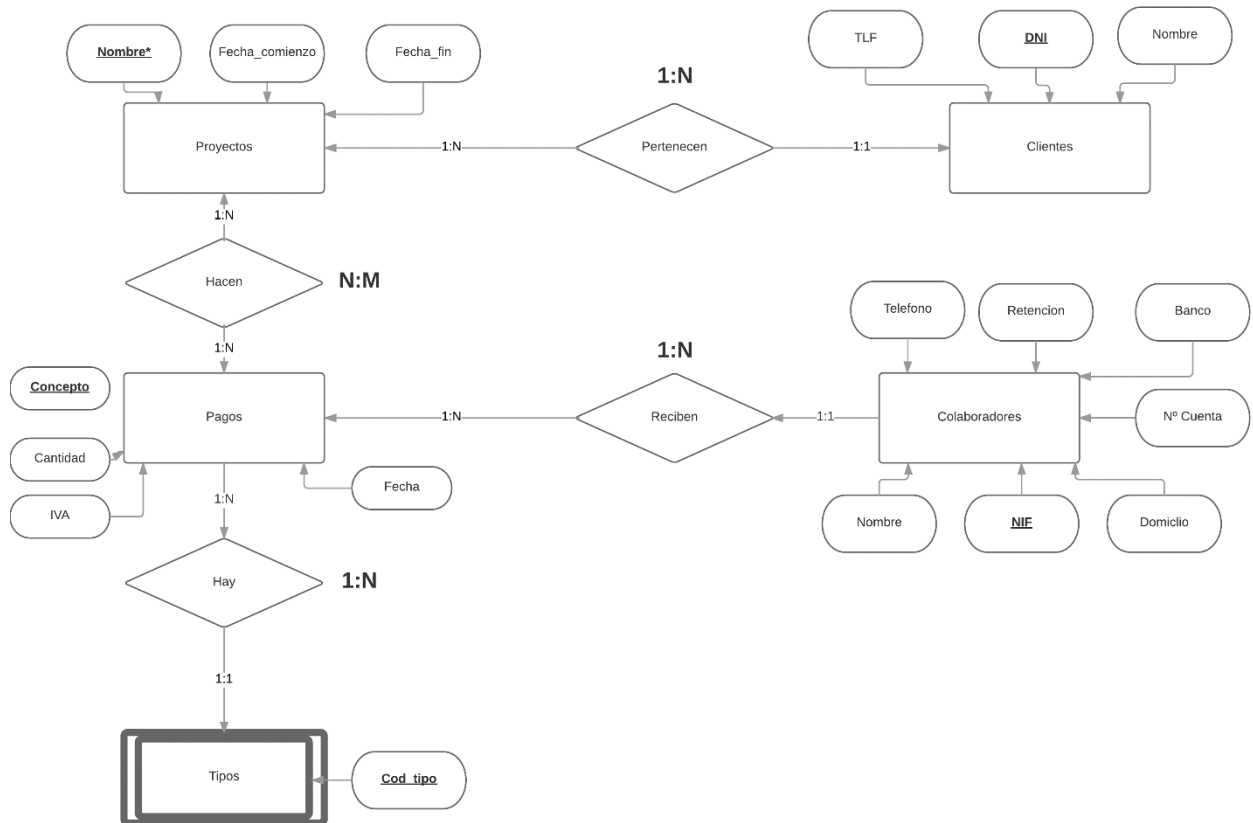 Nombre*
Fecha_comienzo
Fecha_fin
TLF
DNI
Nombre
1:N
Proyectos
1:N
Pertenecen
1:1
Clientes
1:N
Hacen
N:M
1:N
Telefono
Retencion
Banco
1:N
Concepto
Pagos
1:N
Reciben
1:1
Colaboradores
Nº Cuenta
Cantidad
IVA
1:N
Fecha
Nombre
NIF
Domiclio
Hay
1:N
1:1
Tipos
Cod_tipo